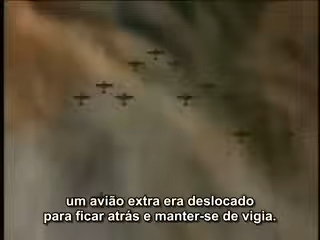 um avião extra era deslocado
para ficar atrás e manter-se de vigia.